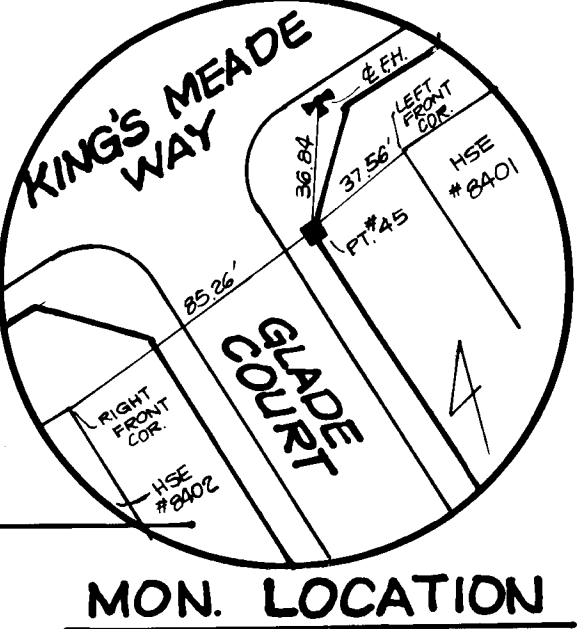 KING'S MEADE
WAY
℄ F.H.
LEFT
FRONT
COR.
36.84
37.56'
HSE
#8401
PT.#45
85.26'
GLADE
COURT
RIGHT
FRONT
COR.
HSE
#8402
MON. LOCATION